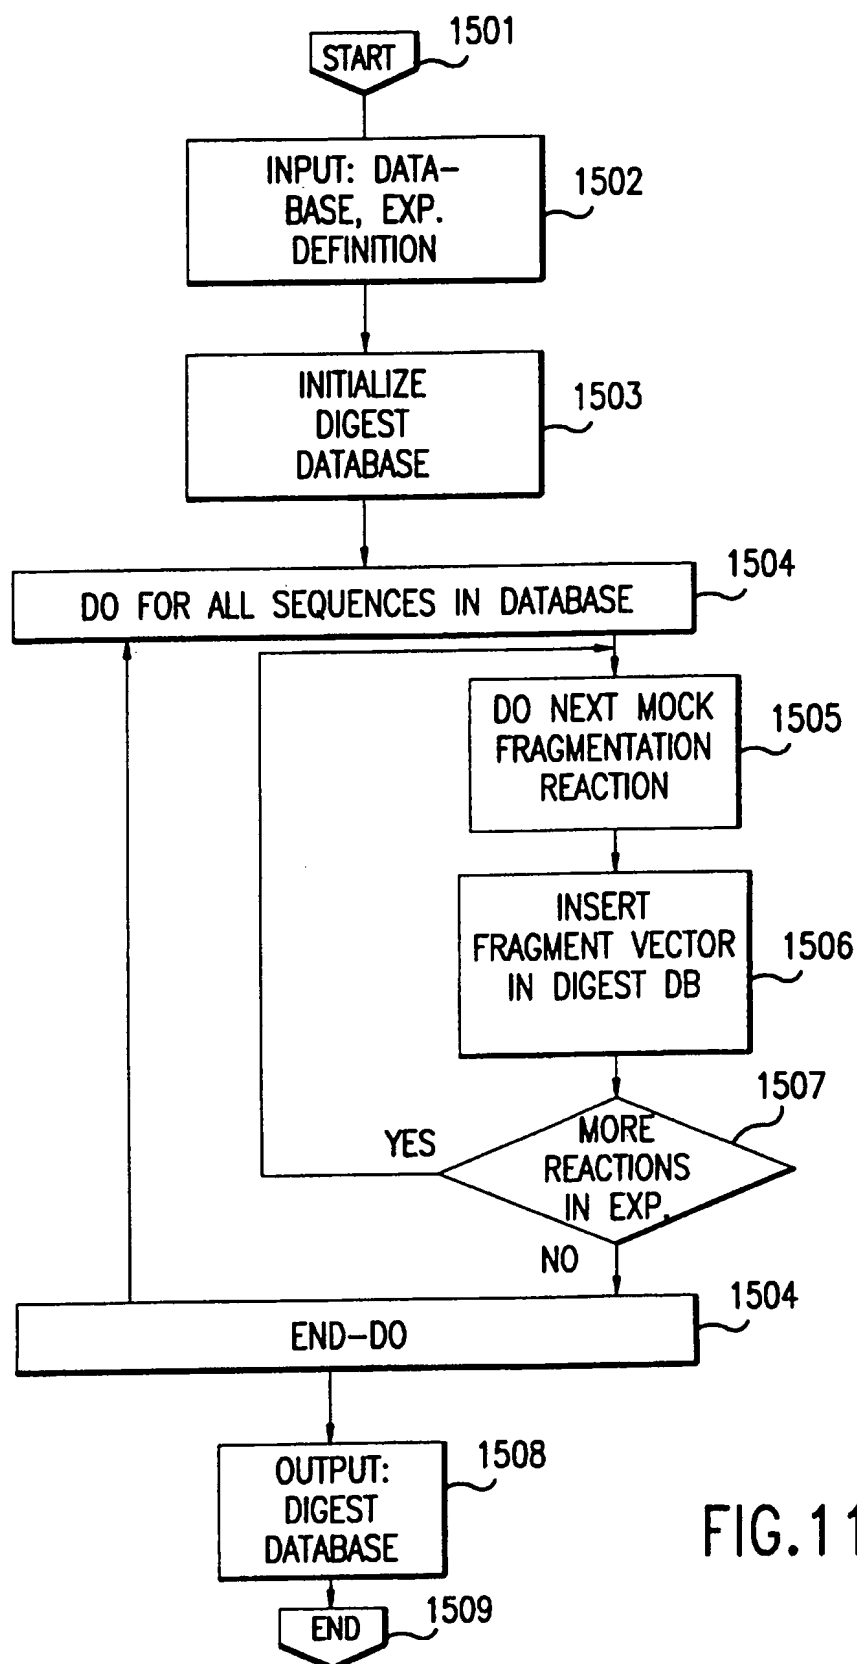 START
1501
INPUT: DATA-
BASE, EXP.
DEFINITION
1502
INITIALIZE
DIGEST
DATABASE
1503
DO FOR ALL SEQUENCES IN DATABASE
1504
DO NEXT MOCK
FRAGMENTATION
REACTION
1505
INSERT
FRAGMENT VECTOR
IN DIGEST DB
1506
MORE
REACTIONS
IN EXP.
1507
YES
NO
END-DO
1504
OUTPUT:
DIGEST
DATABASE
1508
END
1509
FIG.11